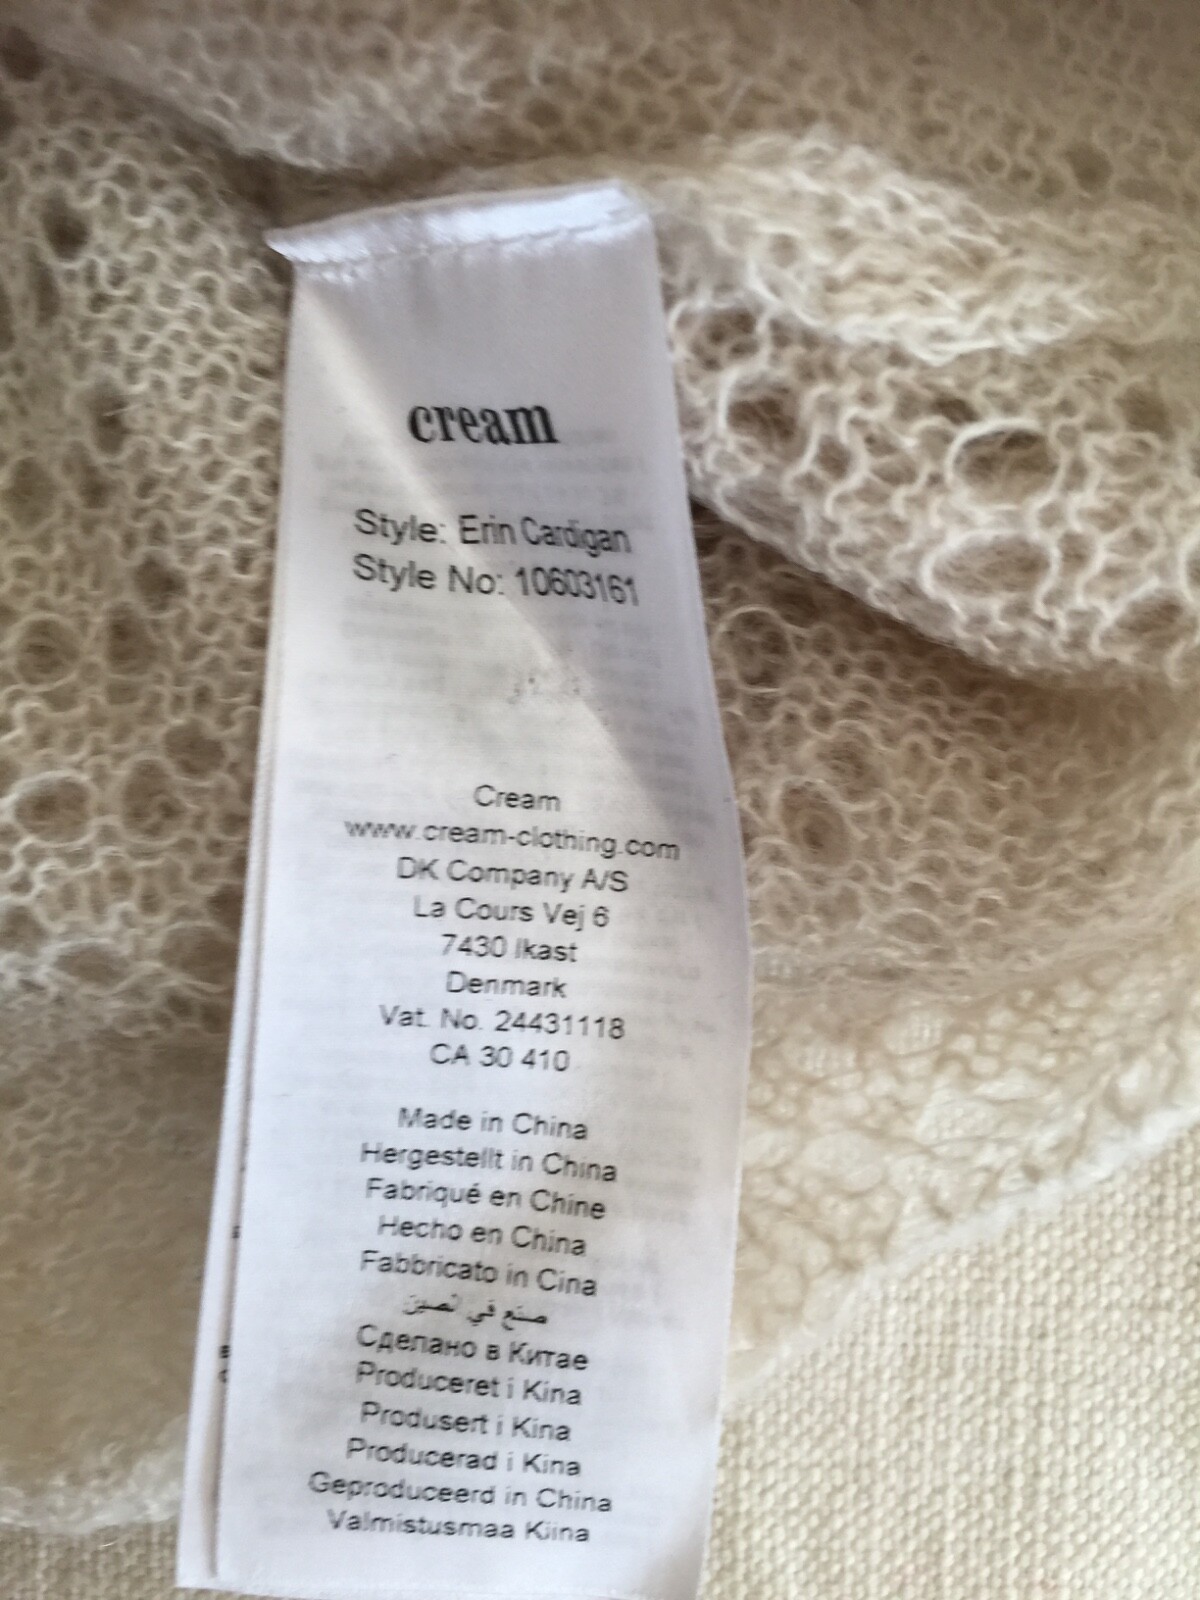 cream
Style: Erin Cardigan
Style No: 10603161
Cream
www.cream-clothing.com
DK Company A/S
La Cours Vej 6
7430 Ikast
Denmark
Vat. No. 24431118
CA 30 410
Made in China
Hergestellt in China
Fabriqué en Chine
Hecho en China
Fabbricato in Cina
صنع في الصين
Сделано в Китае
Produceret i Kina
Produsert i Kina
Producerad i Kina
Geproduceerd in China
Valmistusmaa Kiina